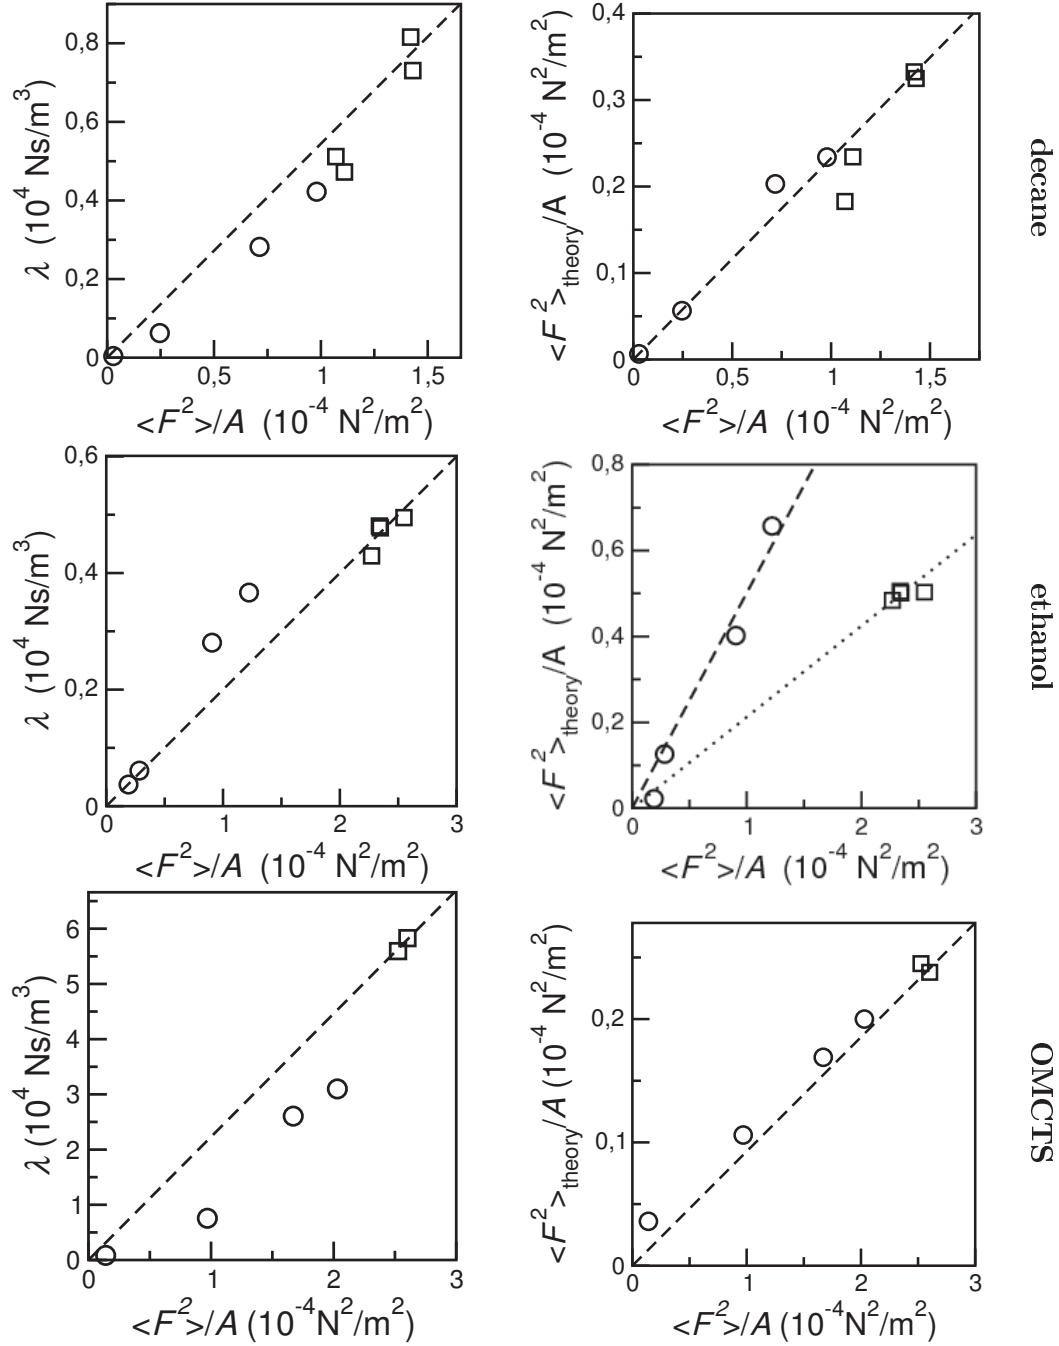 0,8
0,6
0,4
0,2
0
λ (10^4 Ns/m^3)
0 0,5 1 1,5
<F^2>/A (10^-4 N^2/m^2)
0,4
0,3
0,2
0,1
0
<F^2>theory/A (10^-4 N^2/m^2)
0 0,5 1 1,5
<F^2>/A (10^-4 N^2/m^2)
decane
0,6
0,4
0,2
0
λ (10^4 Ns/m^3)
0 1 2 3
<F^2>/A (10^-4 N^2/m^2)
0,8
0,6
0,4
0,2
0
<F^2>theory/A (10^-4 N^2/m^2)
0 1 2 3
<F^2>/A (10^-4 N^2/m^2)
ethanol
6
5
4
3
2
1
0
λ (10^4 Ns/m^3)
0 1 2 3
<F^2>/A (10^-4 N^2/m^2)
0,2
0,1
0
<F^2>theory/A (10^-4 N^2/m^2)
0 1 2 3
<F^2>/A (10^-4 N^2/m^2)
OMCTS